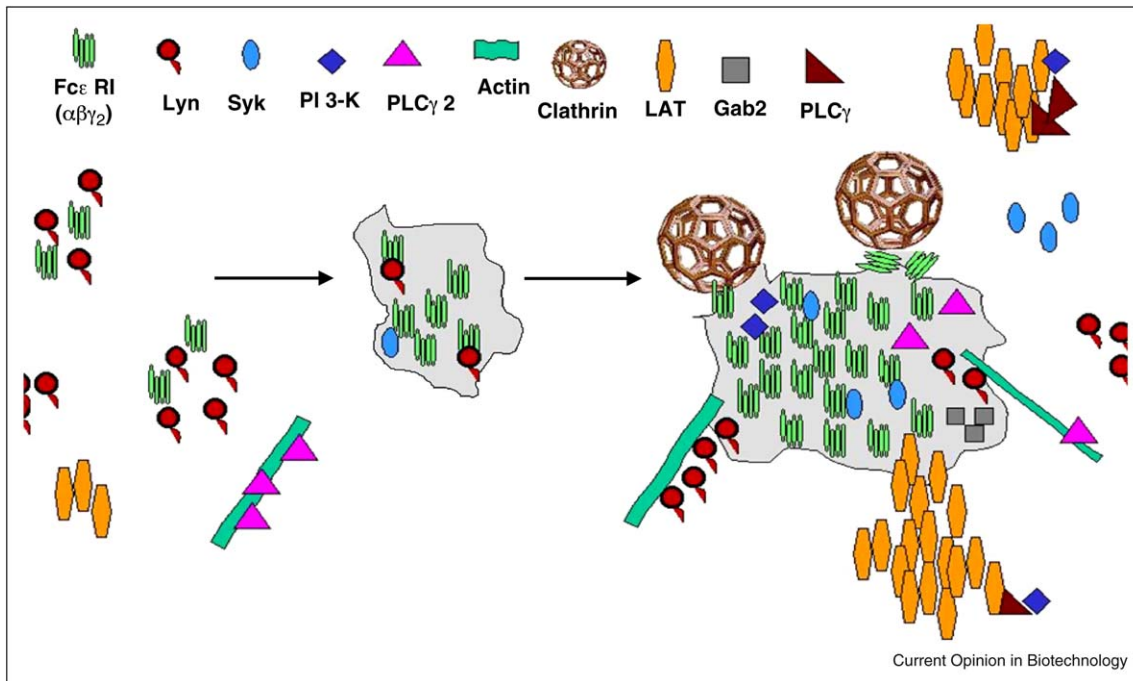 Fcε RI
(αβγ₂)
Lyn
Syk
PI 3-K
PLCγ 2
Actin
Clathrin
LAT
Gab2
PLCγ
Current Opinion in Biotechnology